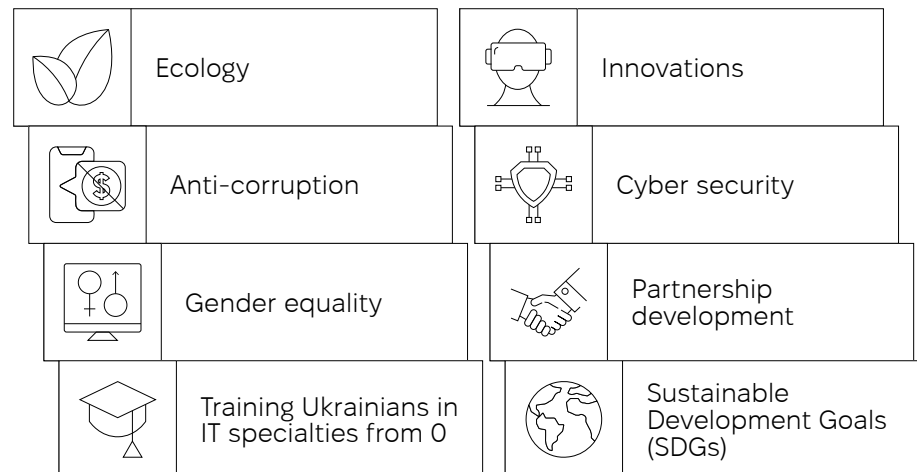 Ecology
Innovations
Anti-corruption
Cyber security
Gender equality
Partnership
development
Training Ukrainians in
IT specialties from 0
Sustainable
Development Goals
(SDGs)